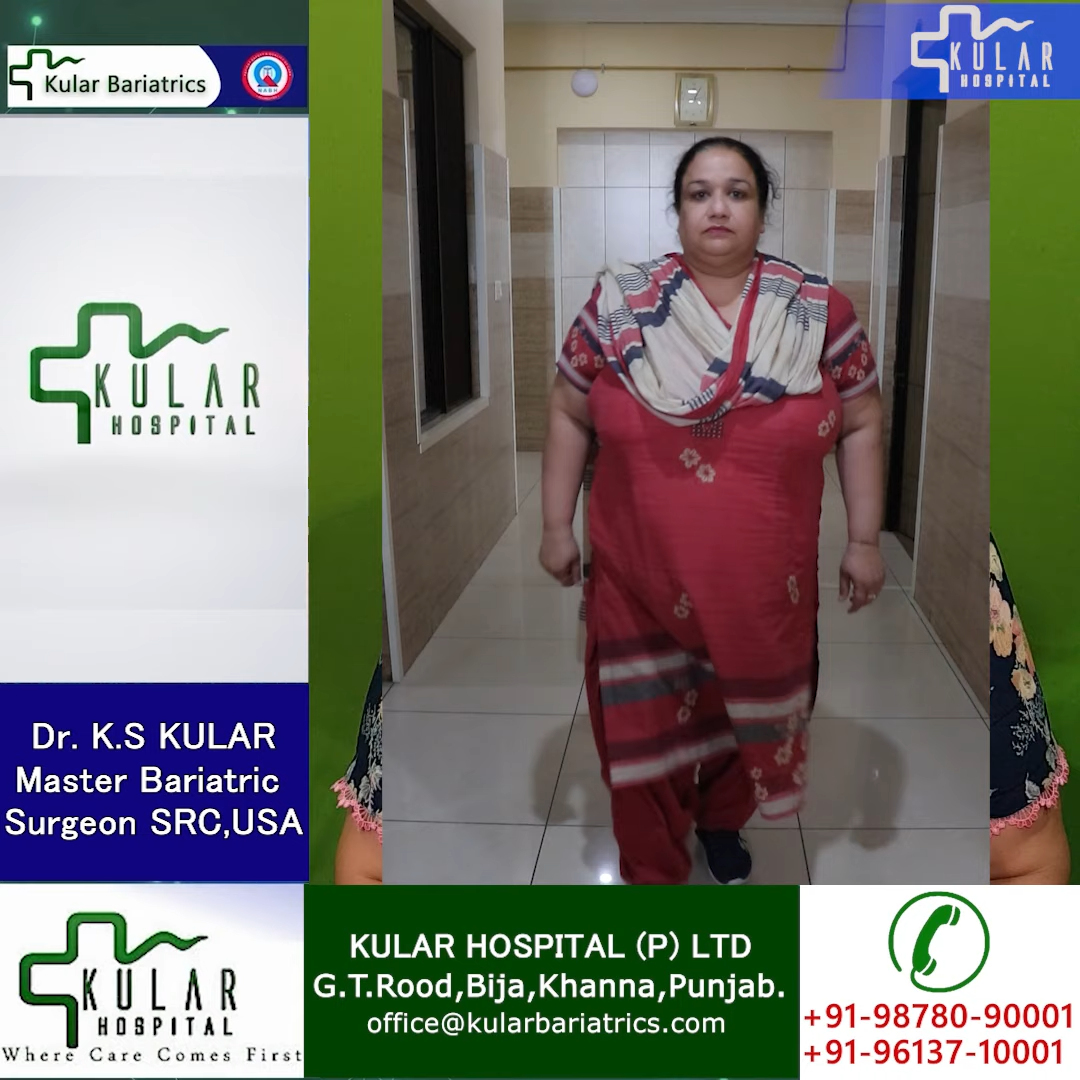 Kular Bariatrics
NABH
KULAR
HOSPITAL
KULAR
HOSPITAL
Dr. K.S KULAR
Master Bariatric
Surgeon SRC,USA
KULAR
HOSPITAL
Where Care Comes First
KULAR HOSPITAL (P) LTD
G.T.Rood,Bija,Khanna,Punjab.
office@kularbariatrics.com
+91-98780-90001
+91-96137-10001